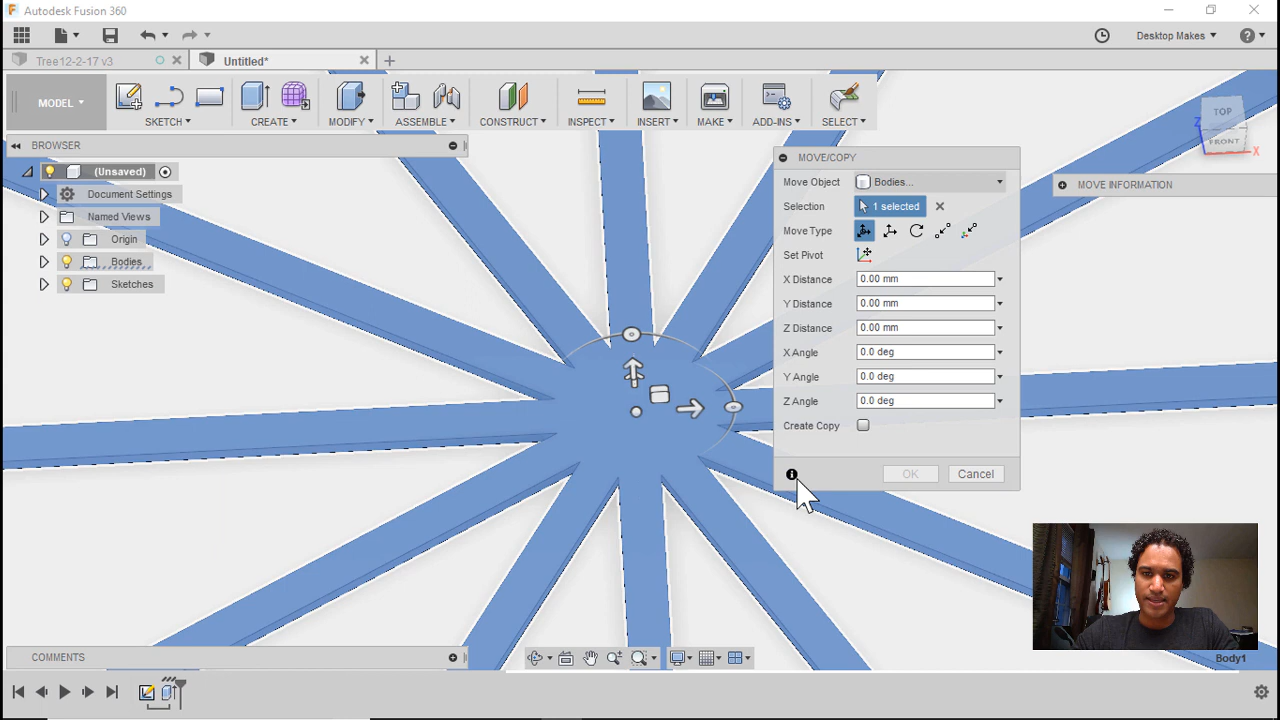 Autodesk Fusion 360
Desktop Makes
Tree12-2-17 v3
Untitled*
MODEL
SKETCH
CREATE
MODIFY
ASSEMBLE
CONSTRUCT
INSPECT
INSERT
MAKE
ADD-INS
SELECT
TOP
FRONT
Z
X
BROWSER
(Unsaved)
Document Settings
Named Views
Origin
Bodies
Sketches
MOVE/COPY
Move Object Bodies...
Selection 1 selected
Move Type
Set Pivot
X Distance 0.00 mm
Y Distance 0.00 mm
Z Distance 0.00 mm
X Angle 0.0 deg
Y Angle 0.0 deg
Z Angle 0.0 deg
Create Copy
OK Cancel
MOVE INFORMATION
COMMENTS
Body1